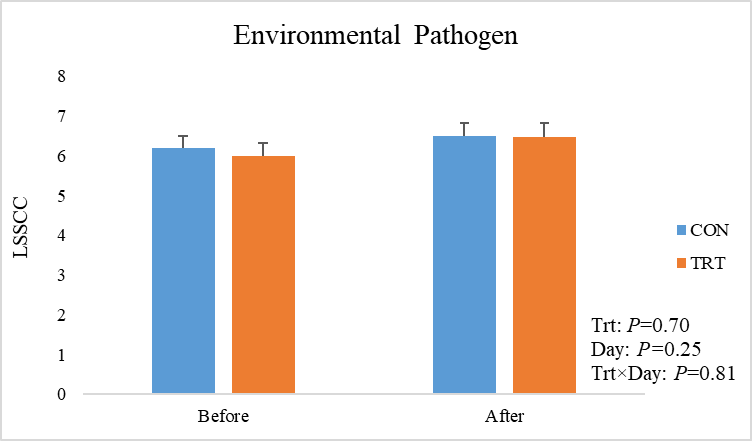 Environmental Pathogen
8
7
6
5
4
3
2
1
0
LSSCC
Before
After
CON
TRT
Trt: P=0.70
Day: P=0.25
Trt×Day: P=0.81